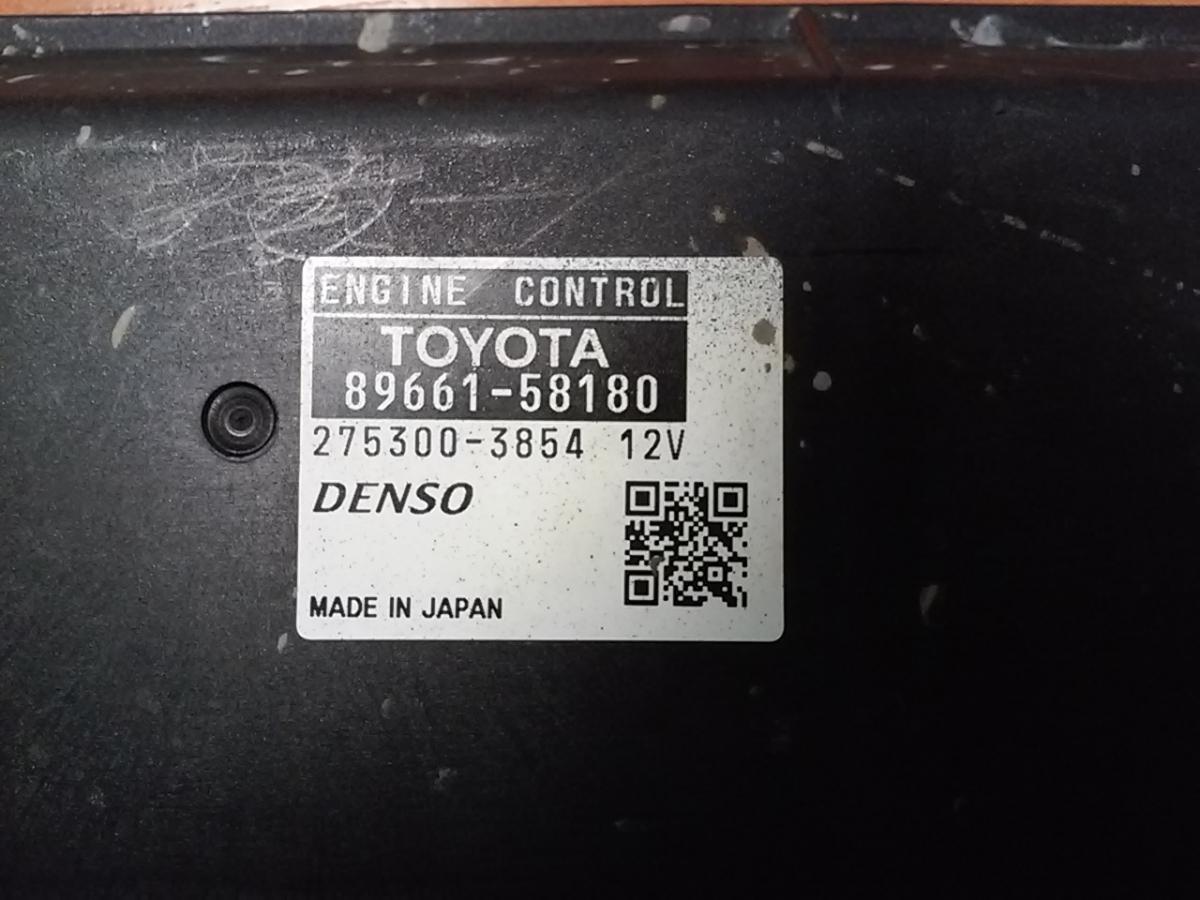 ENGINE CONTROL
TOYOTA
89661-58180
275300-3854 12V
DENSO
MADE IN JAPAN